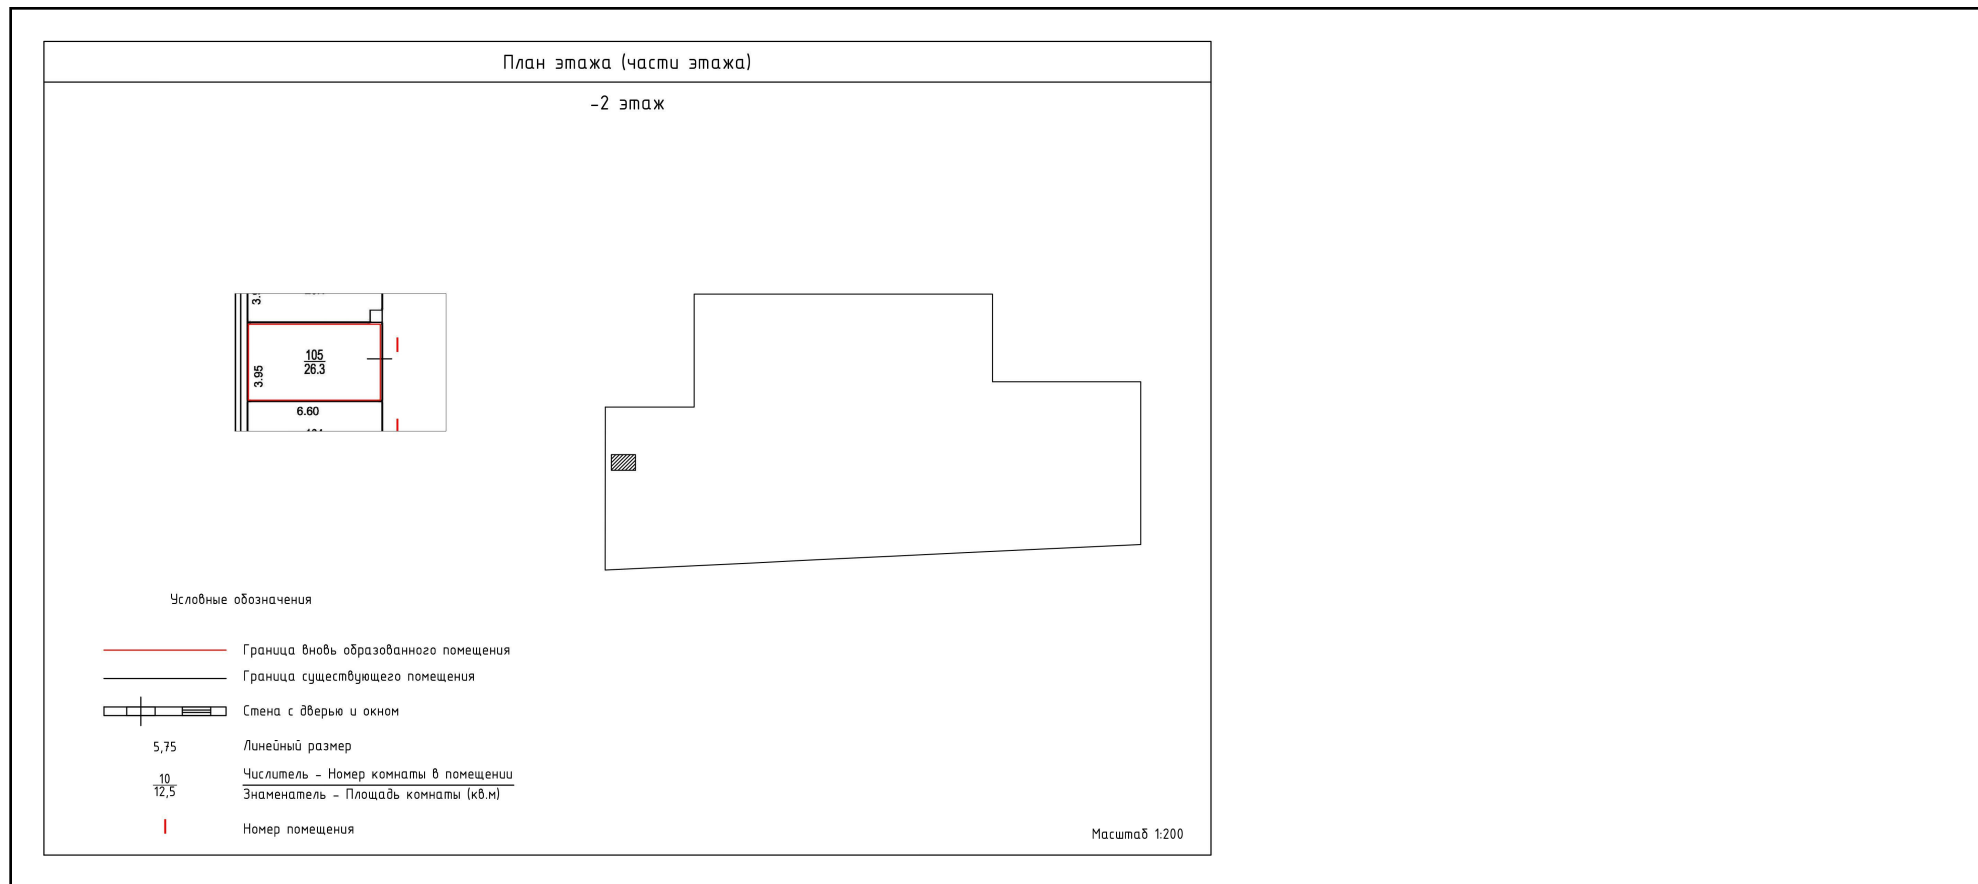 План этажа (части этажа)
-2 этаж
105
26.3
3.95
6.60
Условные обозначения
Граница вновь образованного помещения
Граница существующего помещения
Стена с дверью и окном
5,75 Линейный размер
10
12,5
Числитель - Номер комнаты в помещении
Знаменатель - Площадь комнаты (кв.м)
I Номер помещения
Масштаб 1:200